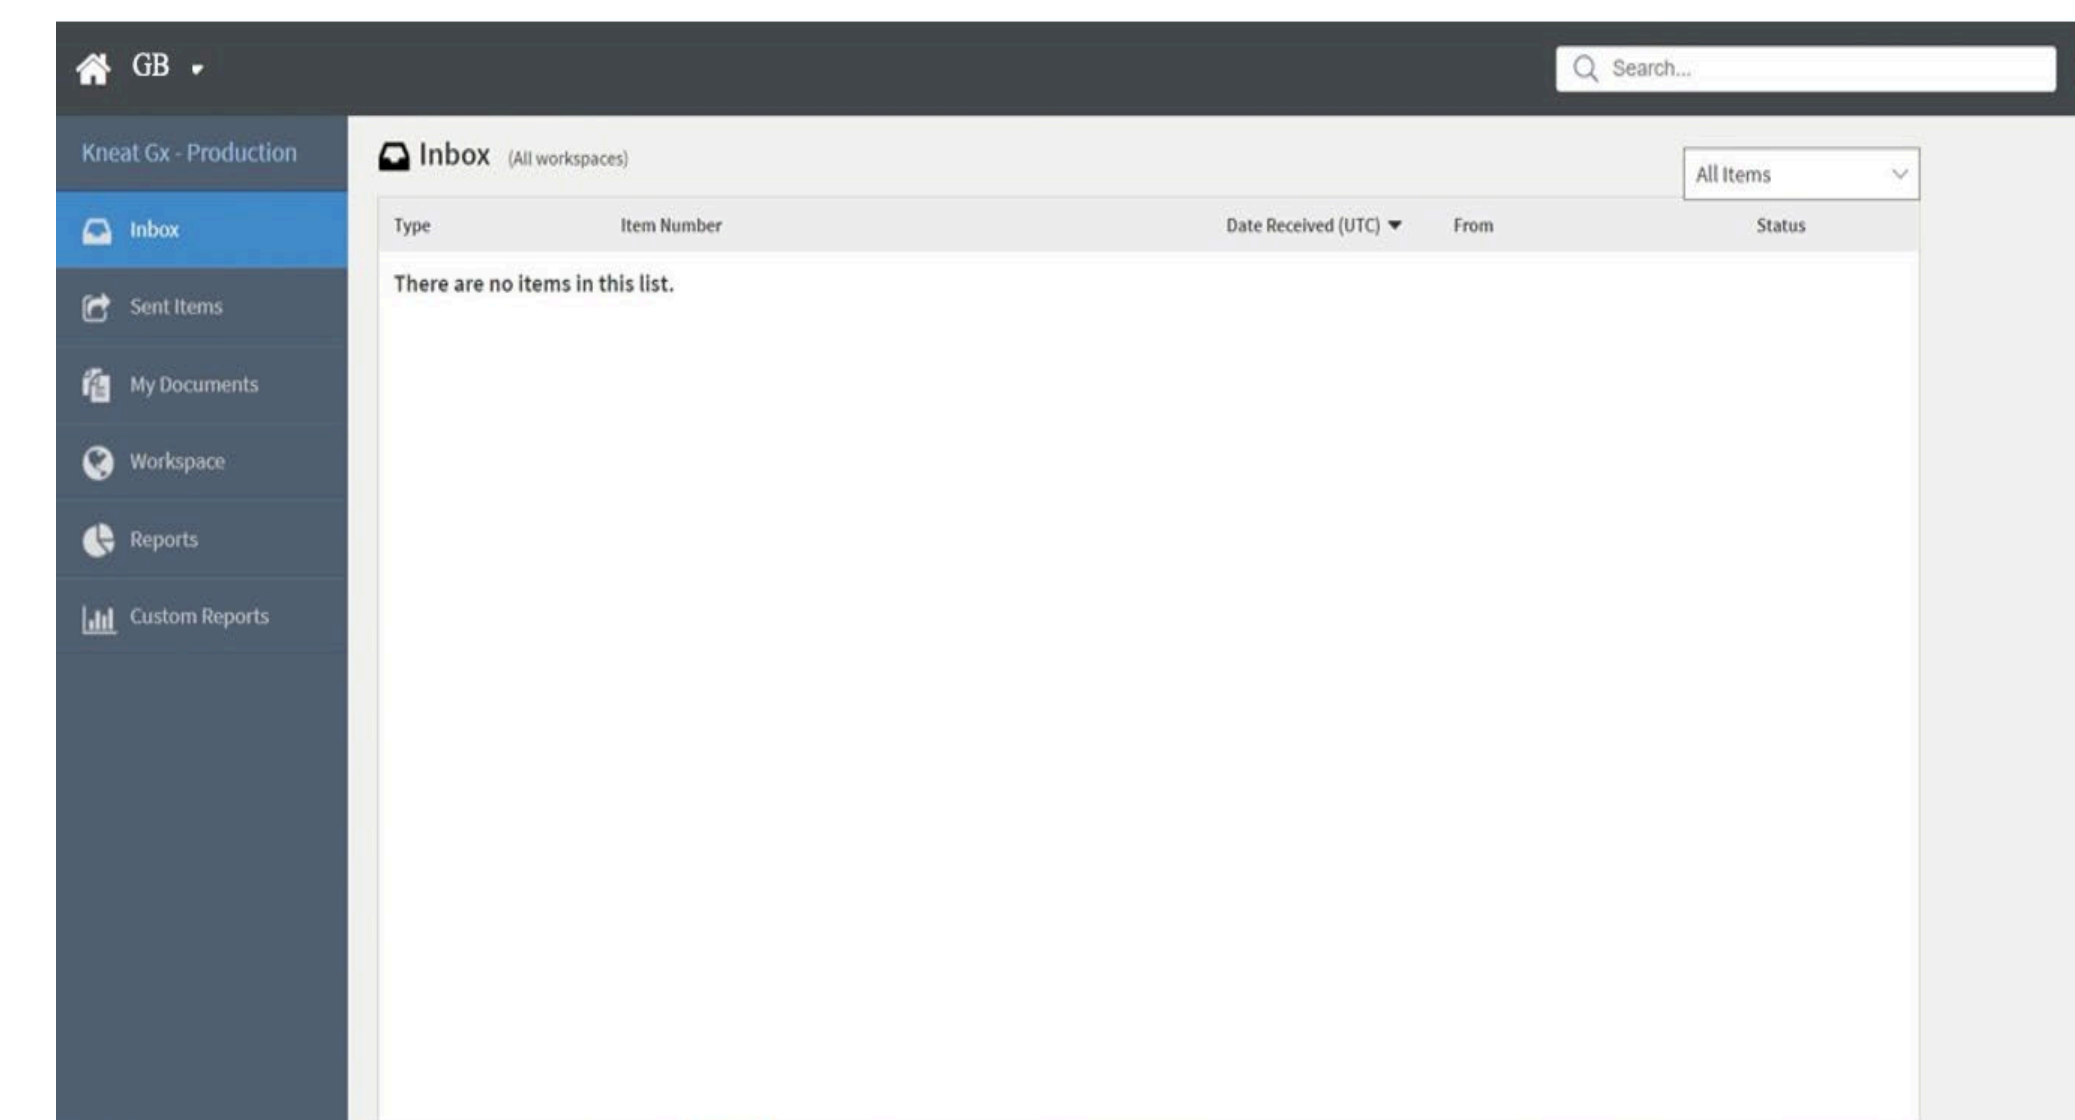 GB
Search...
Kneat Gx - Production
Inbox
Sent Items
My Documents
Workspace
Reports
Custom Reports
Inbox (All workspaces)
All Items
Type Item Number Date Received (UTC) From Status
There are no items in this list.